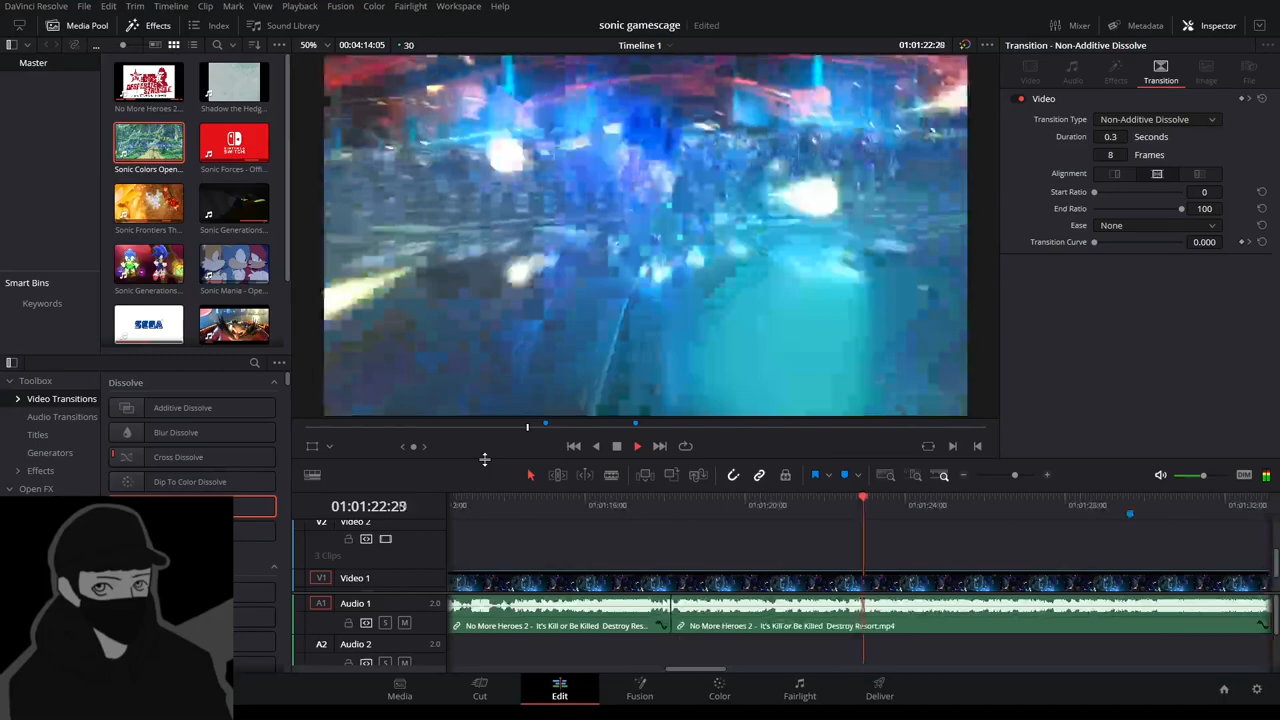 DaVinci Resolve File Edit Trim Timeline Clip Mark View Playback Fusion Color Fairlight Workspace Help
Media Pool Effects Index Sound Library sonic gamescage Edited Mixer Metadata Inspector
... 50% 00:04:14:05 30 Timeline 1 01:01:22:28 Transition - Non-Additive Dissolve
Master
Video Audio Effects Transition Image File
No More Heroes 2... Shadow the Hedg...
Sonic Colors Open... Sonic Forces - Offi...
Sonic Frontiers Th... Sonic Generations...
Sonic Generations... Sonic Mania - Ope...
SEGA
Smart Bins
Keywords
Video
Transition Type Non-Additive Dissolve
Duration 0.3 Seconds
8 Frames
Alignment
Start Ratio 0
End Ratio 100
Ease None
Transition Curve 0.000
Toolbox
Video Transitions
Audio Transitions
Titles
Generators
Effects
Open FX
Dissolve
Additive Dissolve
Blur Dissolve
Cross Dissolve
Dip To Color Dissolve
DIM
01:01:22:29
01:01:16:00 01:01:20:00 01:01:24:00 01:01:28:00 01:01:32:00
V2 Video 2
3 Clips
V1 Video 1
A1 Audio 1 2.0
S M
No More Heroes 2 - It's Kill or Be Killed Destroy Res... No More Heroes 2 - It's Kill or Be Killed Destroy Resort.mp4
A2 Audio 2 2.0
S M
Media Cut Edit Fusion Color Fairlight Deliver